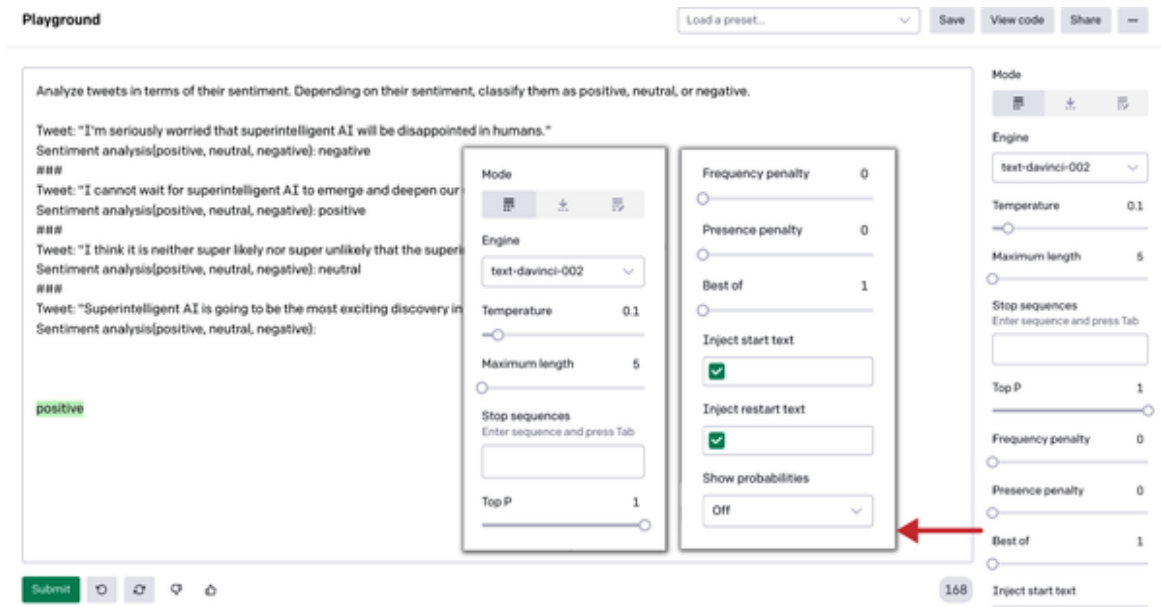 Playground
Load a preset...
Save
View code
Share
Analyze tweets in terms of their sentiment. Depending on their sentiment, classify them as positive, neutral, or negative.
Tweet: "I'm seriously worried that superintelligent AI will be disappointed in humans."
Sentiment analysis(positive, neutral, negative): negative
###
Tweet: "I cannot wait for superintelligent AI to emerge and deepen our
Sentiment analysis(positive, neutral, negative): positive
###
Tweet: "I think it is neither super likely nor super unlikely that the
Sentiment analysis(positive, neutral, negative): neutral
###
Tweet: "Superintelligent AI is going to be the most exciting discovery in
Sentiment analysis(positive, neutral, negative):
positive
Mode
Engine
text-davinci-002
Temperature 0.1
Maximum length 5
Stop sequences
Enter sequence and press Tab
Top P 1
Frequency penalty 0
Presence penalty 0
Best of 1
Inject start text
Inject restart text
Show probabilities
Off
Mode
Engine
text-davinci-002
Temperature 0.1
Maximum length 5
Stop sequences
Enter sequence and press Tab
Top P 1
Frequency penalty 0
Presence penalty 0
Best of 1
Inject start text
Submit
168